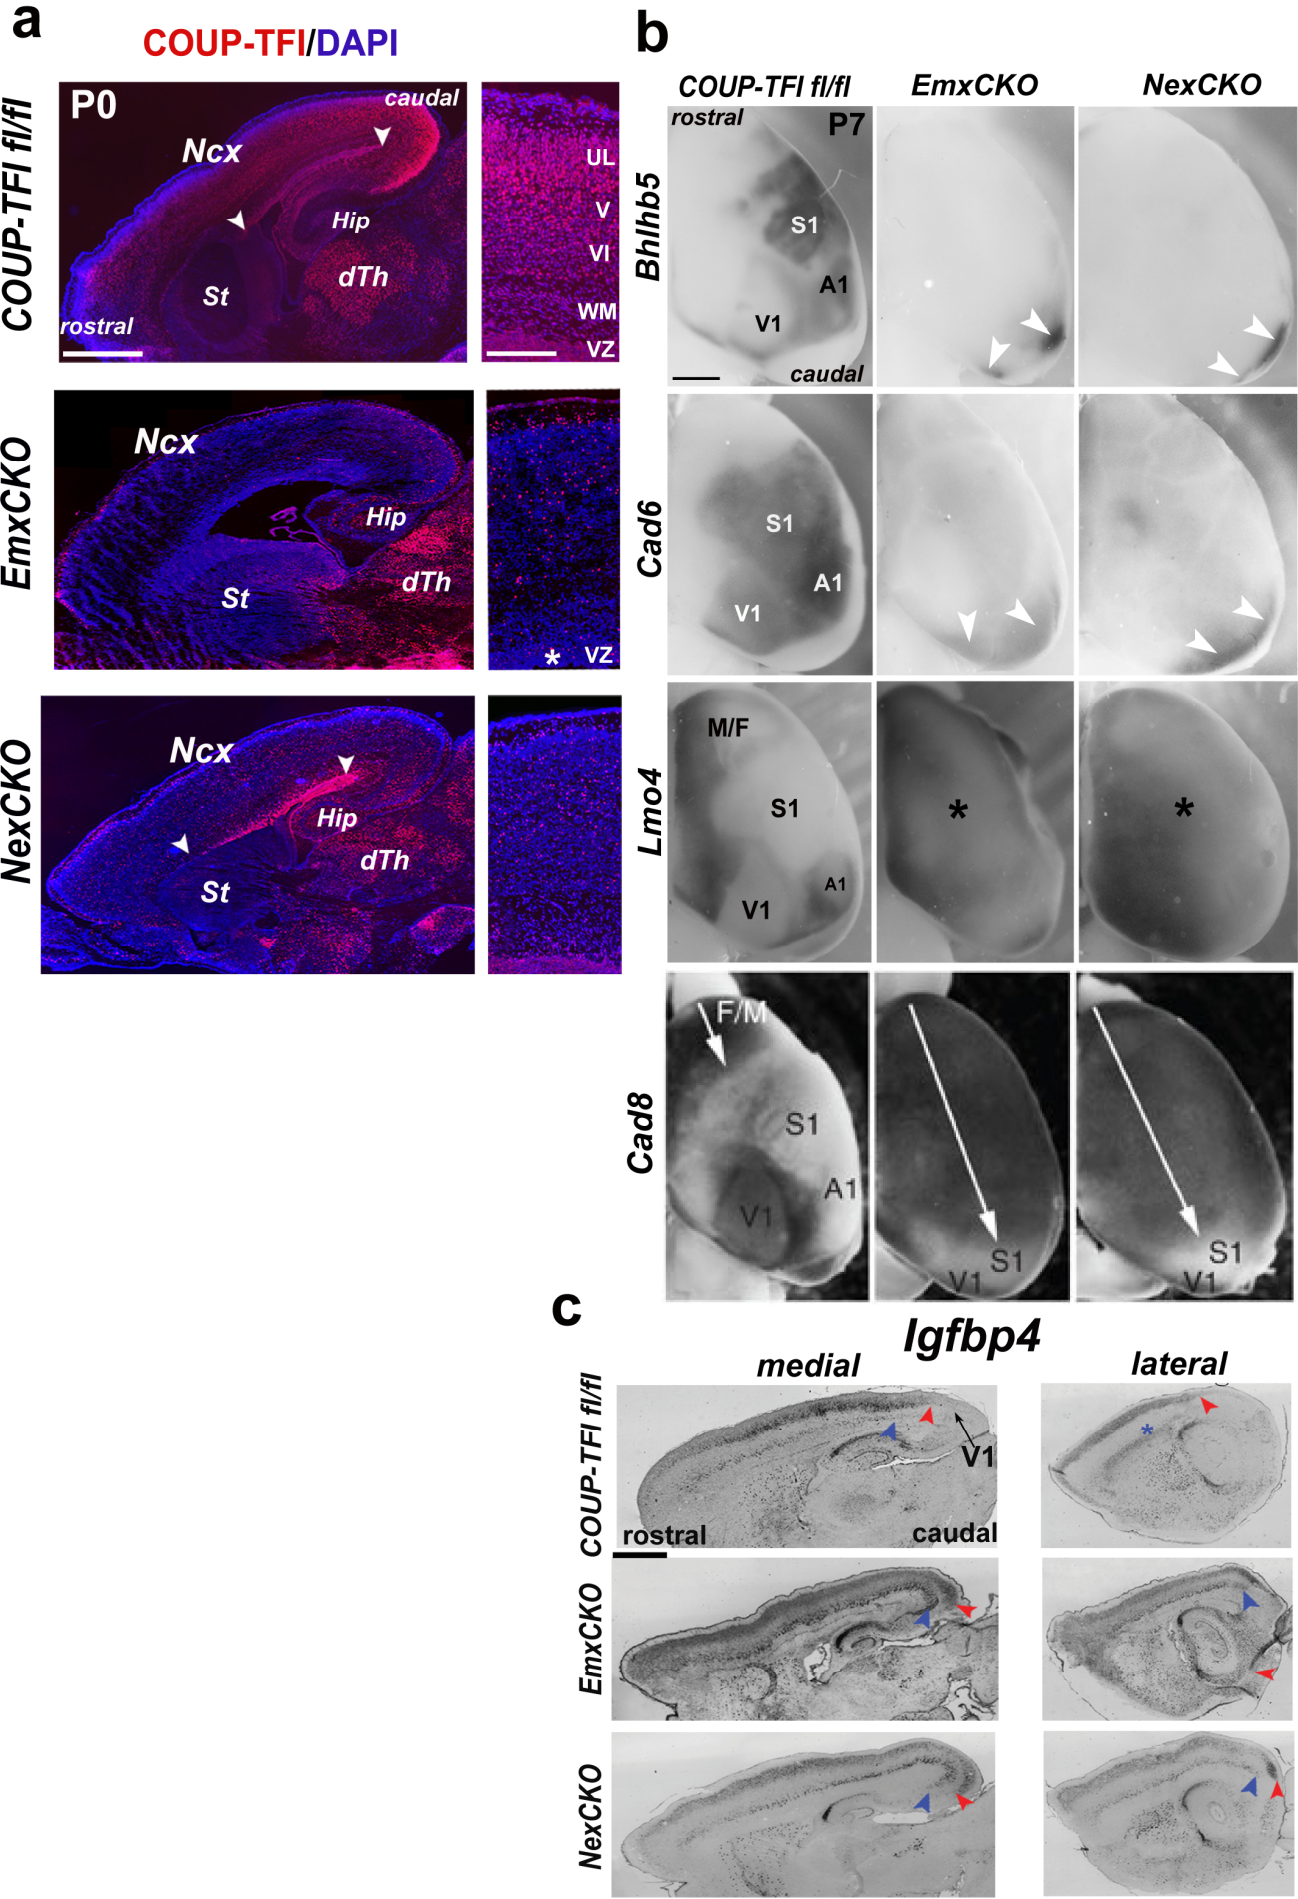 a
COUP-TFI/DAPI
COUP-TFI fl/fl
P0
caudal
Ncx
Hip
dTh
St
rostral
UL
V
VI
WM
VZ
EmxCKO
Ncx
Hip
dTh
St
VZ
*
NexCKO
Ncx
Hip
dTh
St
b
COUP-TFI fl/fl
EmxCKO
NexCKO
Bhlhb5
rostral
P7
S1
A1
V1
caudal
Cad6
S1
A1
V1
Lmo4
M/F
S1
A1
V1
*
*
Cad8
F/M
S1
A1
V1
S1
V1
S1
V1
c
Igfbp4
medial
lateral
COUP-TFI fl/fl
V1
rostral
caudal
*
EmxCKO
NexCKO